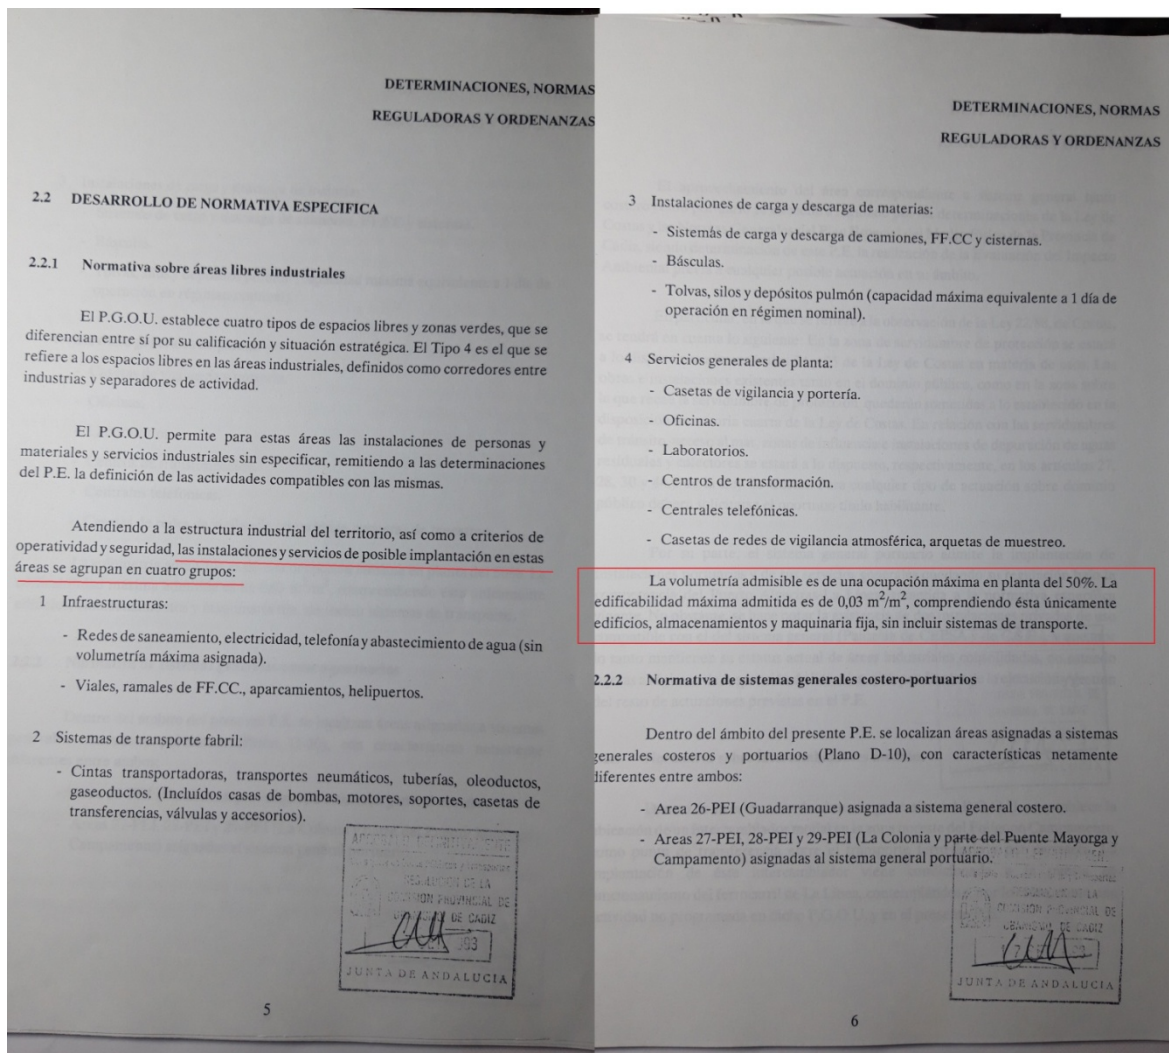 DETERMINACIONES, NORMAS
REGULADORAS Y ORDENANZAS
2.2 DESARROLLO DE NORMATIVA ESPECIFICA
2.2.1 Normativa sobre áreas libres industriales
El P.G.O.U. establece cuatro tipos de espacios libres y zonas verdes, que se
diferencian entre sí por su calificación y situación estratégica. El Tipo 4 es el que se
refiere a los espacios libres en las áreas industriales, definidos como corredores entre
industrias y separadores de actividad.
El P.G.O.U. permite para estas áreas las instalaciones de personas y
materiales y servicios industriales sin especificar, remitiendo a las determinaciones
del P.E. la definición de las actividades compatibles con las mismas.
Atendiendo a la estructura industrial del territorio, así como a criterios de
operatividad y seguridad, las instalaciones y servicios de posible implantación en estas
áreas se agrupan en cuatro grupos:
1 Infraestructuras:
- Redes de saneamiento, electricidad, telefonía y abastecimiento de agua (sin
volumetría máxima asignada).
- Viales, ramales de FF.CC., aparcamientos, helipuertos.
2 Sistemas de transporte fabril:
- Cintas transportadoras, transportes neumáticos, tuberías, oleoductos,
gaseoductos. (Incluídos casas de bombas, motores, soportes, casetas de
transferencias, válvulas y accesorios).
COMISION PROVINCIAL DE
DE CADIZ
JUNTA DE ANDALUCIA
5
DETERMINACIONES, NORMAS
REGULADORAS Y ORDENANZAS
3 Instalaciones de carga y descarga de materias:
- Sistemás de carga y descarga de camiones, FF.CC y cisternas.
- Básculas.
- Tolvas, silos y depósitos pulmón (capacidad máxima equivalente a 1 día de
operación en régimen nominal).
4 Servicios generales de planta:
- Casetas de vigilancia y portería.
- Oficinas.
- Laboratorios.
- Centros de transformación.
- Centrales telefónicas.
- Casetas de redes de vigilancia atmosférica, arquetas de muestreo.
La volumetría admisible es de una ocupación máxima en planta del 50%. La
edificabilidad máxima admitida es de 0,03 m²/m², comprendiendo ésta únicamente
edificios, almacenamientos y maquinaria fija, sin incluir sistemas de transporte.
2.2.2 Normativa de sistemas generales costero-portuarios
Dentro del ámbito del presente P.E. se localizan áreas asignadas a sistemas
generales costeros y portuarios (Plano D-10), con características netamente
diferentes entre ambos:
- Area 26-PEI (Guadarranque) asignada a sistema general costero.
- Areas 27-PEI, 28-PEI y 29-PEI (La Colonia y parte del Puente Mayorga y
Campamento) asignadas al sistema general portuario.
DE LA
URBANISMO DE CADIZ
JUNTA DE ANDALUCIA
6